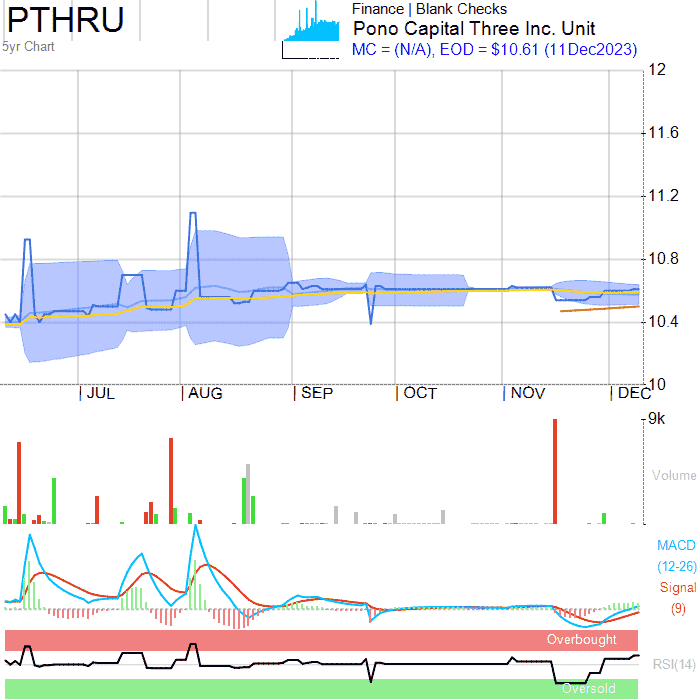 PTHRU
5yr Chart
Finance | Blank Checks
Pono Capital Three Inc. Unit
MC = (N/A), EOD = $10.61 (11Dec2023)
12
11.6
11.2
10.8
10.4
10
JUL
AUG
SEP
OCT
NOV
DEC
9k
Volume
MACD
(12-26)
Signal
(9)
Overbought
RSI(14)
Oversold